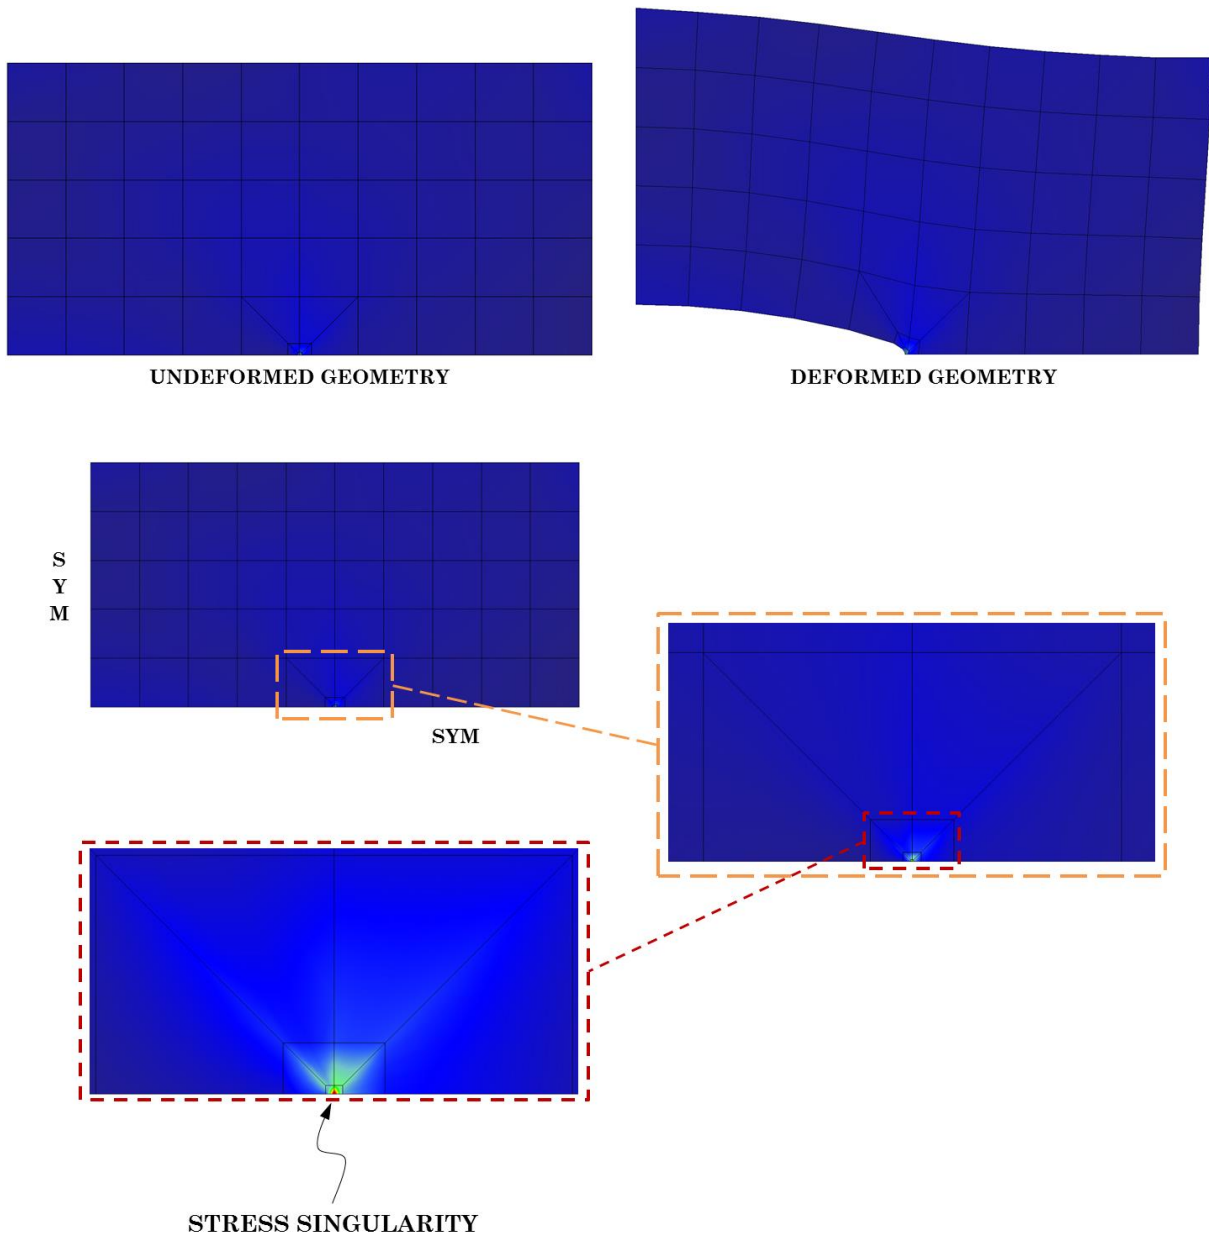 UNDEFORMED GEOMETRY
DEFORMED GEOMETRY
S
Y
M
SYM
STRESS SINGULARITY